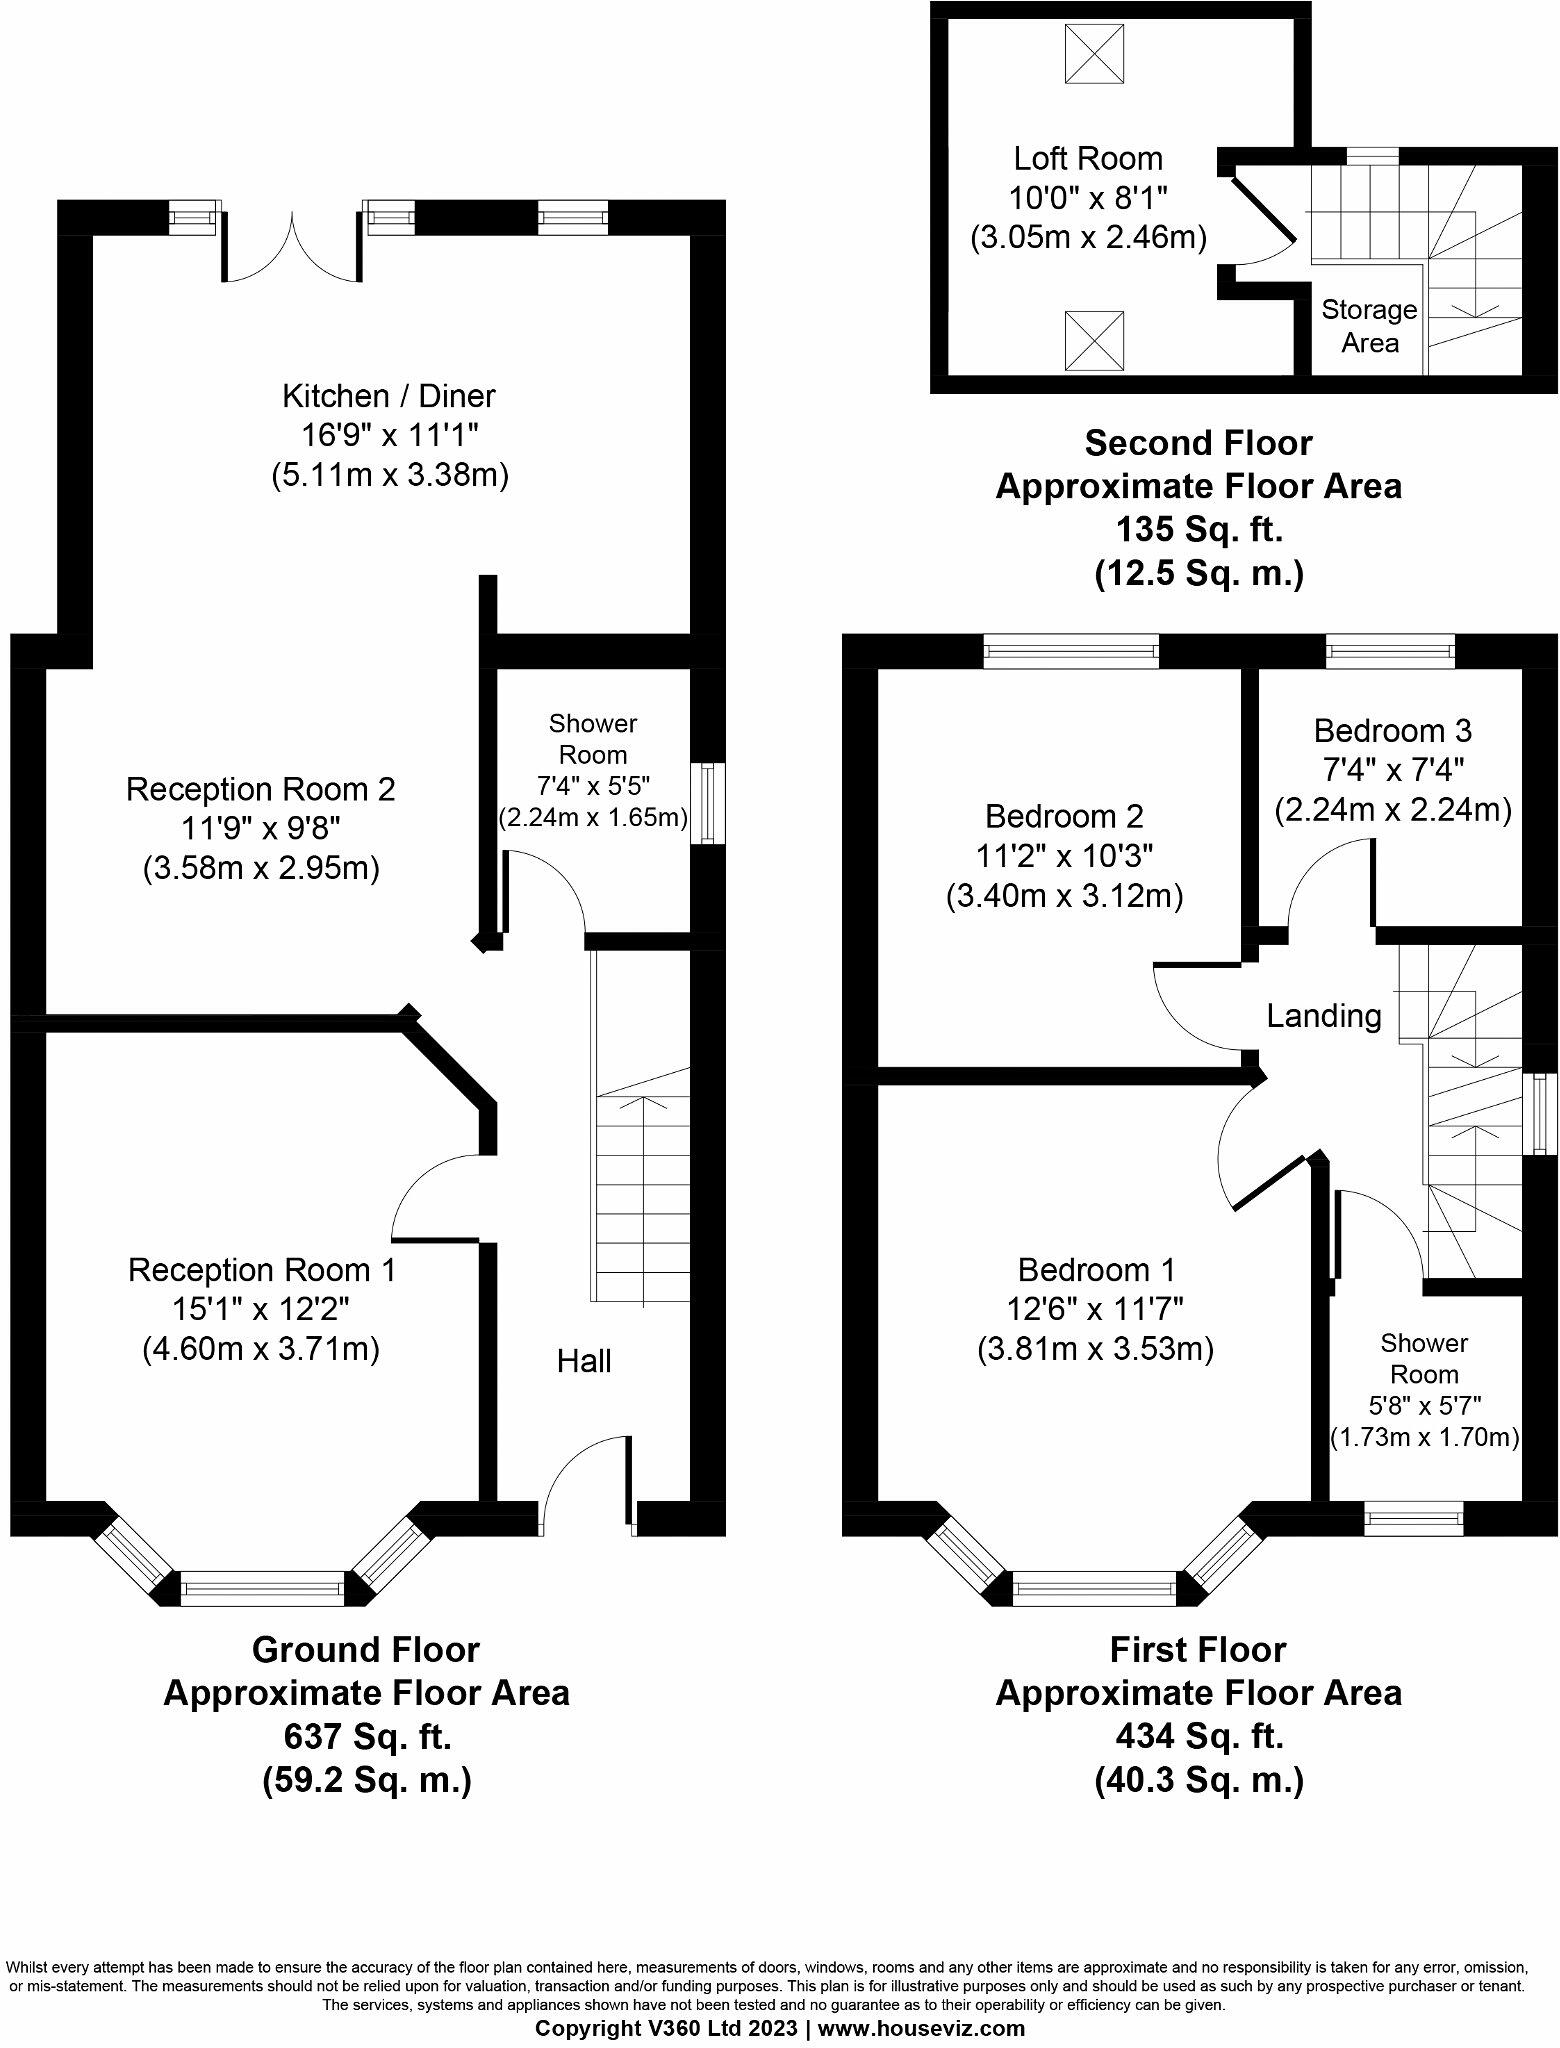 Loft Room
10'0" x 8'1"
(3.05m x 2.46m)
Storage
Area
Second Floor
Approximate Floor Area
135 Sq. ft.
(12.5 Sq. m.)
Kitchen / Diner
16'9" x 11'1"
(5.11m x 3.38m)
Shower
Room
7'4" x 5'5"
(2.24m x 1.65m)
Reception Room 2
11'9" x 9'8"
(3.58m x 2.95m)
Reception Room 1
15'1" x 12'2"
(4.60m x 3.71m)
Hall
Ground Floor
Approximate Floor Area
637 Sq. ft.
(59.2 Sq. m.)
Bedroom 3
7'4" x 7'4"
(2.24m x 2.24m)
Bedroom 2
11'2" x 10'3"
(3.40m x 3.12m)
Landing
Bedroom 1
12'6" x 11'7"
(3.81m x 3.53m)
Shower
Room
5'8" x 5'7"
(1.73m x 1.70m)
First Floor
Approximate Floor Area
434 Sq. ft.
(40.3 Sq. m.)
Whilst every attempt has been made to ensure the accuracy of the floor plan contained here, measurements of doors, windows, rooms and any other items are approximate and no responsibility is taken for any error, omission,
or mis-statement. The measurements should not be relied upon for valuation, transaction and/or funding purposes. This plan is for illustrative purposes only and should be used as such by any prospective purchaser or tenant.
The services, systems and appliances shown have not been tested and no guarantee as to their operability or efficiency can be given.
Copyright V360 Ltd 2023 | www.houseviz.com